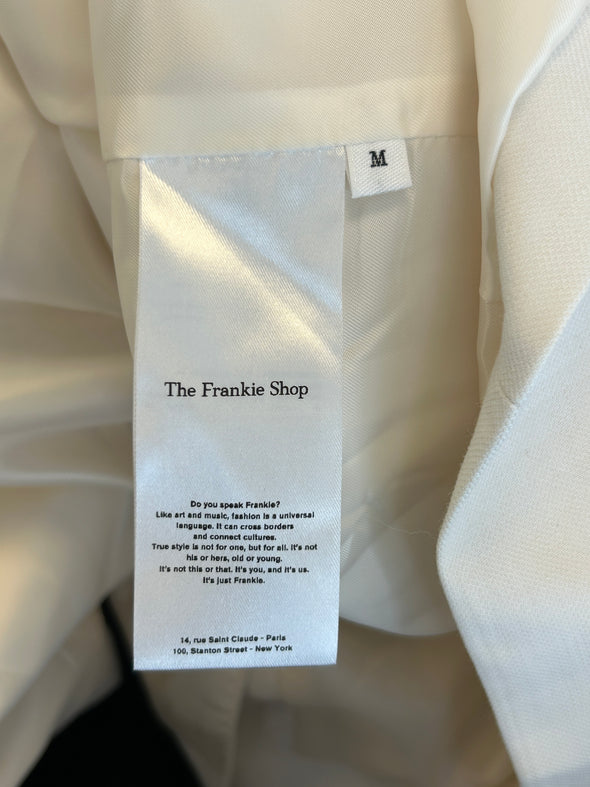 M
The Frankie Shop
Do you speak Frankie?
Like art and music, fashion is a universal
language. It can cross borders
and connect cultures.
True style is not for one, but for all. It's not
his or hers, old or young.
It's not this or that. It's you, and it's us.
It's just Frankie.
14, rue Saint Claude - Paris
100, Stanton Street - New York